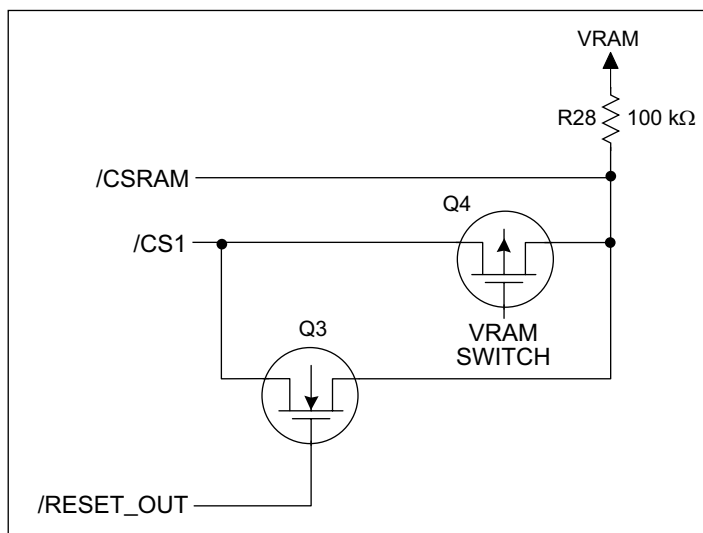 VRAM
R28 100 kΩ
/CSRAM
Q4
/CS1
Q3
VRAM
SWITCH
/RESET_OUT